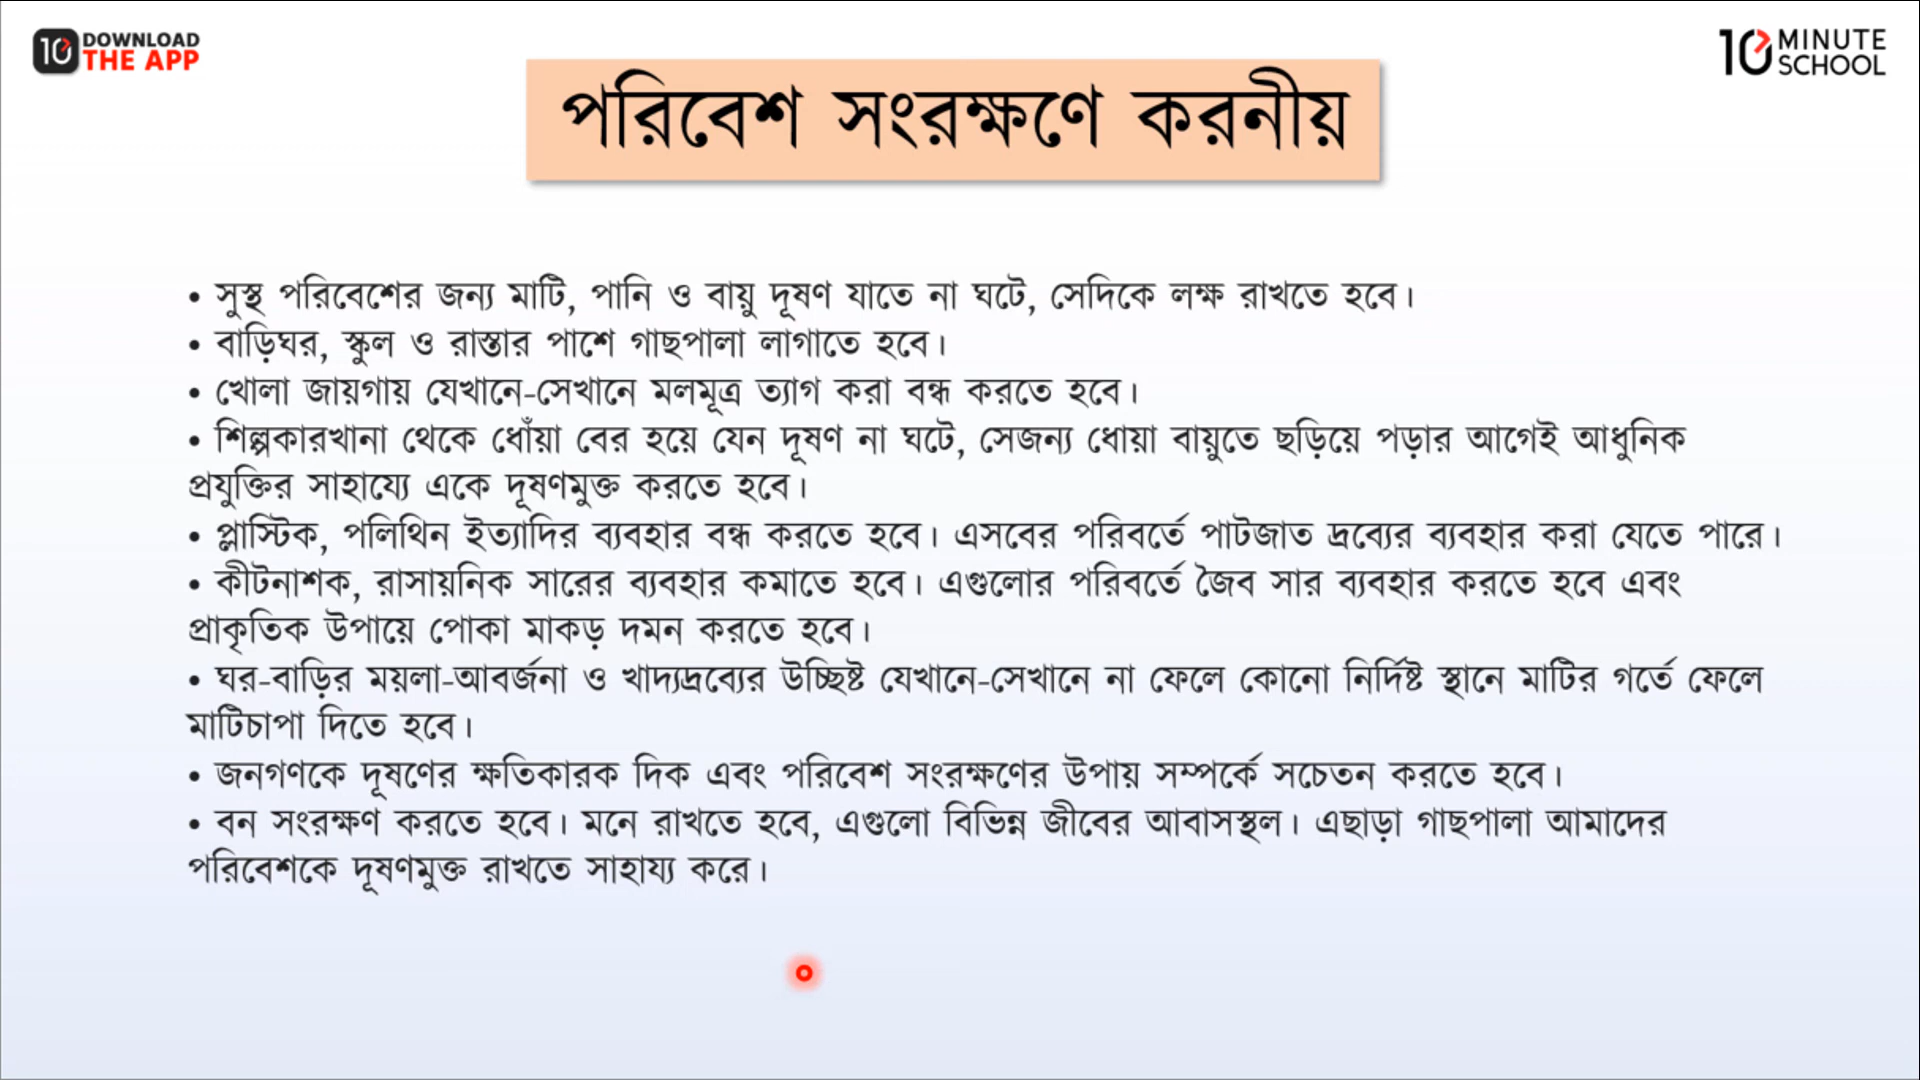 DOWNLOAD
THE APP
10 MINUTE
SCHOOL
পরিবেশ সংরক্ষণে করনীয়
• সুস্থ পরিবেশের জন্য মাটি, পানি ও বায়ু দূষণ যাতে না ঘটে, সেদিকে লক্ষ রাখতে হবে।
• বাড়িঘর, স্কুল ও রাস্তার পাশে গাছপালা লাগাতে হবে।
• খোলা জায়গায় যেখানে-সেখানে মলমূত্র ত্যাগ করা বন্ধ করতে হবে।
• শিল্পকারখানা থেকে ধোঁয়া বের হয়ে যেন দূষণ না ঘটে, সেজন্য ধোয়া বায়ুতে ছড়িয়ে পড়ার আগেই আধুনিক
প্রযুক্তির সাহায্যে একে দূষণমুক্ত করতে হবে।
• প্লাস্টিক, পলিথিন ইত্যাদির ব্যবহার বন্ধ করতে হবে। এসবের পরিবর্তে পাটজাত দ্রব্যের ব্যবহার করা যেতে পারে।
• কীটনাশক, রাসায়নিক সারের ব্যবহার কমাতে হবে। এগুলোর পরিবর্তে জৈব সার ব্যবহার করতে হবে এবং
প্রাকৃতিক উপায়ে পোকা মাকড় দমন করতে হবে।
• ঘর-বাড়ির ময়লা-আবর্জনা ও খাদ্যদ্রব্যের উচ্ছিষ্ট যেখানে-সেখানে না ফেলে কোনো নির্দিষ্ট স্থানে মাটির গর্তে ফেলে
মাটিচাপা দিতে হবে।
• জনগণকে দূষণের ক্ষতিকারক দিক এবং পরিবেশ সংরক্ষণের উপায় সম্পর্কে সচেতন করতে হবে।
• বন সংরক্ষণ করতে হবে। মনে রাখতে হবে, এগুলো বিভিন্ন জীবের আবাসস্থল। এছাড়া গাছপালা আমাদের
পরিবেশকে দূষণমুক্ত রাখতে সাহায্য করে।